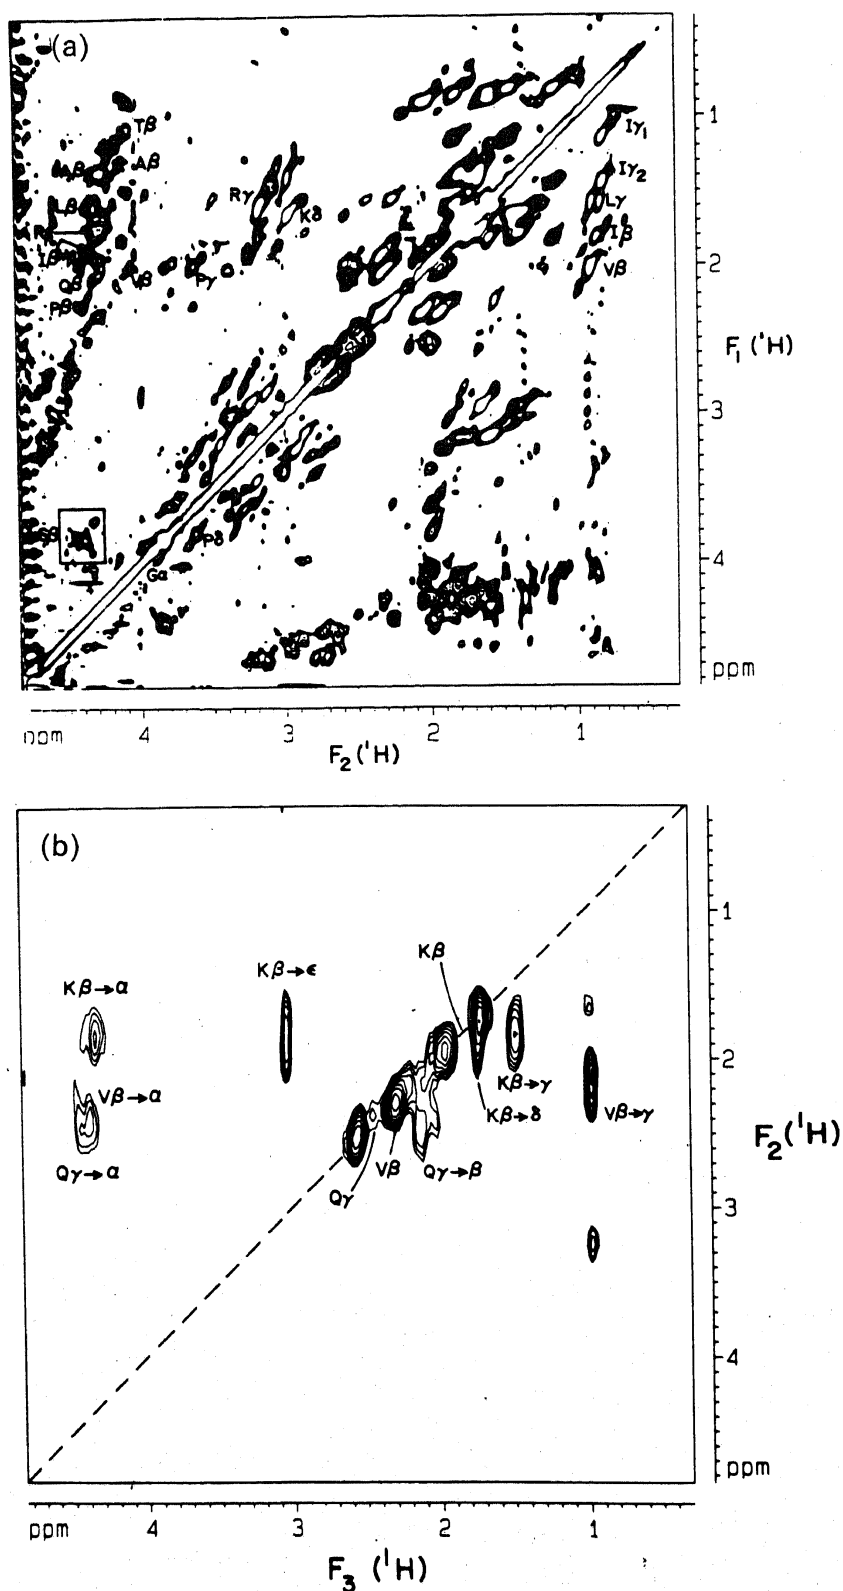 (a)
Tβ
1
Iγ₁
Aβ
Aβ
Iγ₂
Rγ
Lβ
Kδ
Lγ
Iβ
Iβ
Pγ
2
Vβ
Vβ
Qβ
Pβ
F₁ (¹H)
3
Sβ
Pδ
4
Gα
ppm
ppm 4 3 2 1
F₂ (¹H)
(b)
1
Kβ
Kβ→α
Kβ→ε
2
Kβ→γ
Vβ→α
Kβ→δ
Vβ→γ
F₂ (¹H)
Vβ
Qγ→β
Qγ→α
Qγ
3
4
ppm
ppm 4 3 2 1
F₃ (¹H)